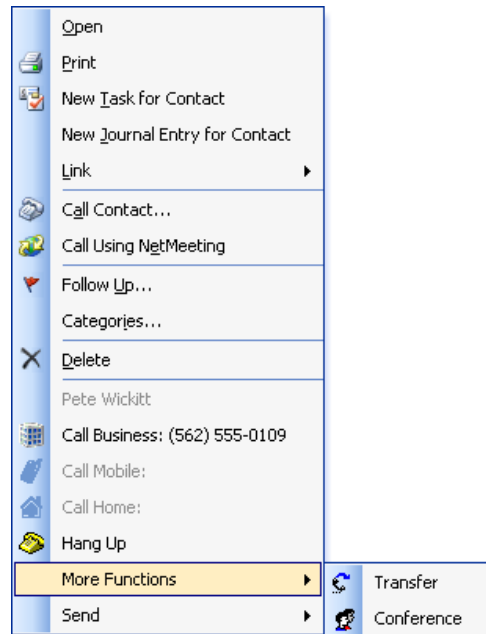 Open
Print
New Task for Contact
New Journal Entry for Contact
Link
Call Contact...
Call Using NetMeeting
Follow Up...
Categories...
Delete
Pete Wickitt
Call Business: (562) 555-0109
Call Mobile:
Call Home:
Hang Up
More Functions
Transfer
Send
Conference